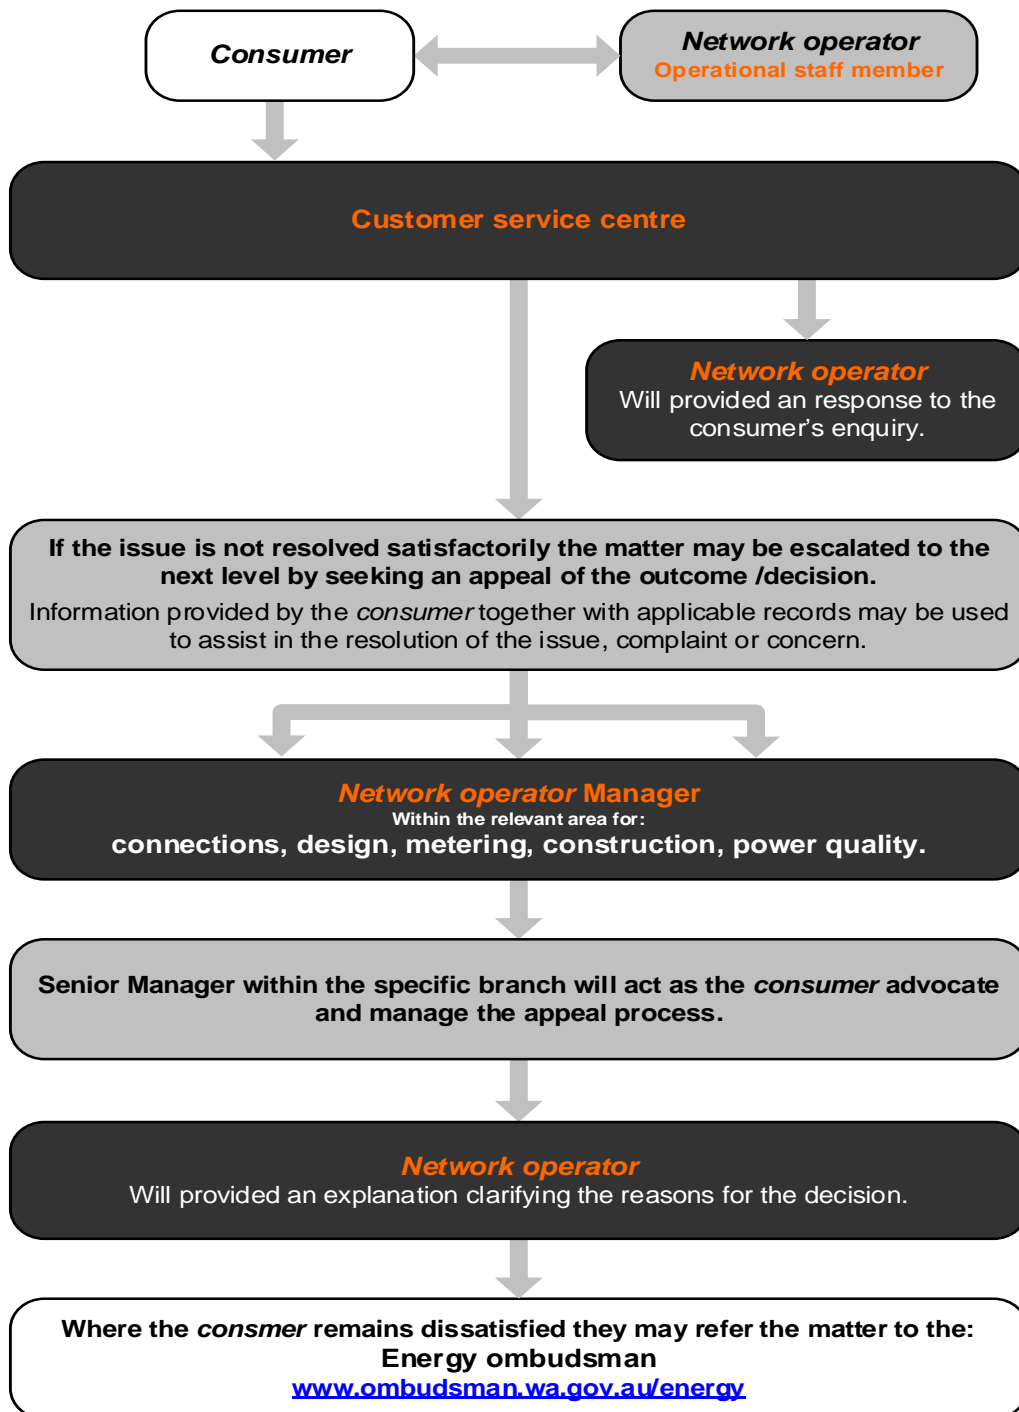 Consumer
Network operator
Operational staff member
Customer service centre
Network operator
Will provided an response to the
consumer's enquiry.
If the issue is not resolved satisfactorily the matter may be escalated to the
next level by seeking an appeal of the outcome /decision.
Information provided by the consumer together with applicable records may be used
to assist in the resolution of the issue, complaint or concern.
Network operator Manager
Within the relevant area for:
connections, design, metering, construction, power quality.
Senior Manager within the specific branch will act as the consumer advocate
and manage the appeal process.
Network operator
Will provided an explanation clarifying the reasons for the decision.
Where the consmer remains dissatisfied they may refer the matter to the:
Energy ombudsman
www.ombudsman.wa.gov.au/energy